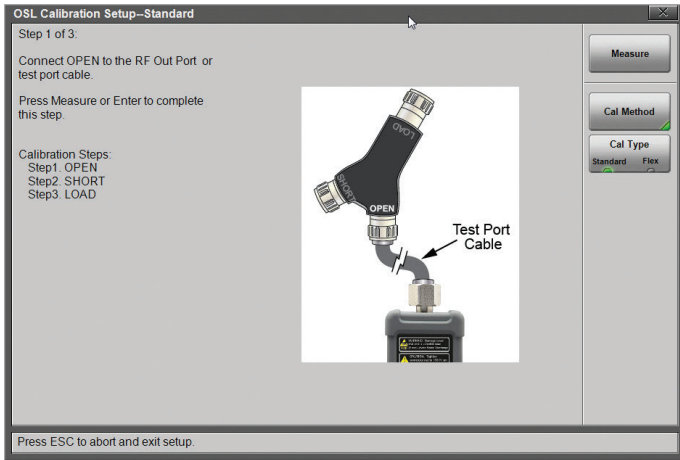 OSL Calibration Setup--Standard
Step 1 of 3:
Connect OPEN to the RF Out Port or
test port cable.
Press Measure or Enter to complete
this step.
Calibration Steps:
Step1. OPEN
Step2. SHORT
Step3. LOAD
LOAD
SHORT
OPEN
Test Port
Cable
Measure
Cal Method
Cal Type
Standard Flex
Press ESC to abort and exit setup.